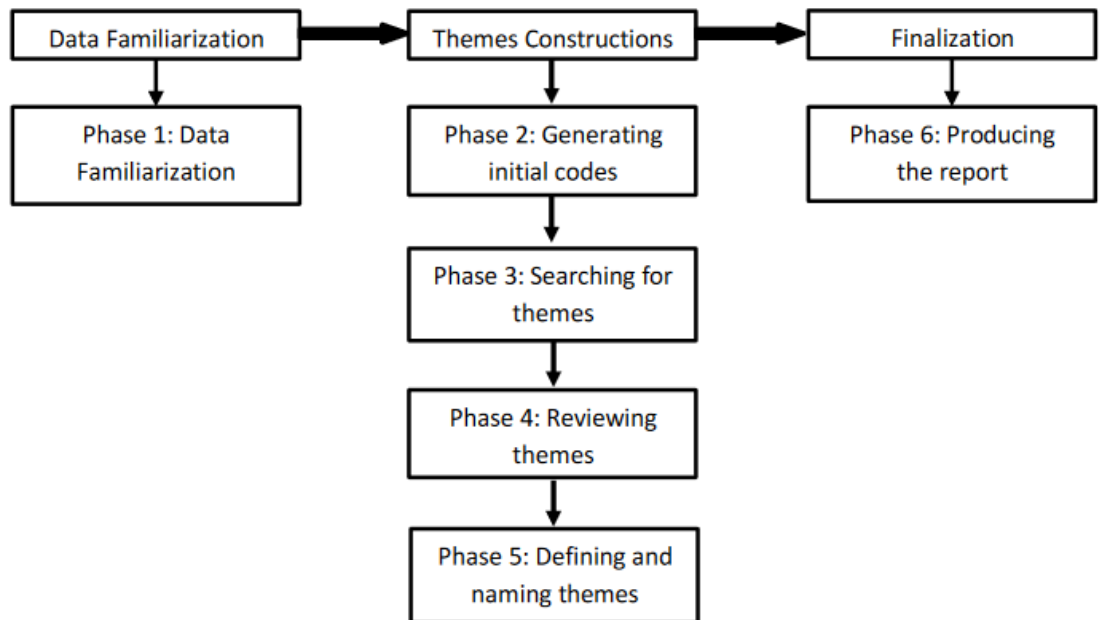 Data Familiarization
Themes Constructions
Finalization
Phase 1: Data
Familiarization
Phase 2: Generating
initial codes
Phase 6: Producing
the report
Phase 3: Searching for
themes
Phase 4: Reviewing
themes
Phase 5: Defining and
naming themes